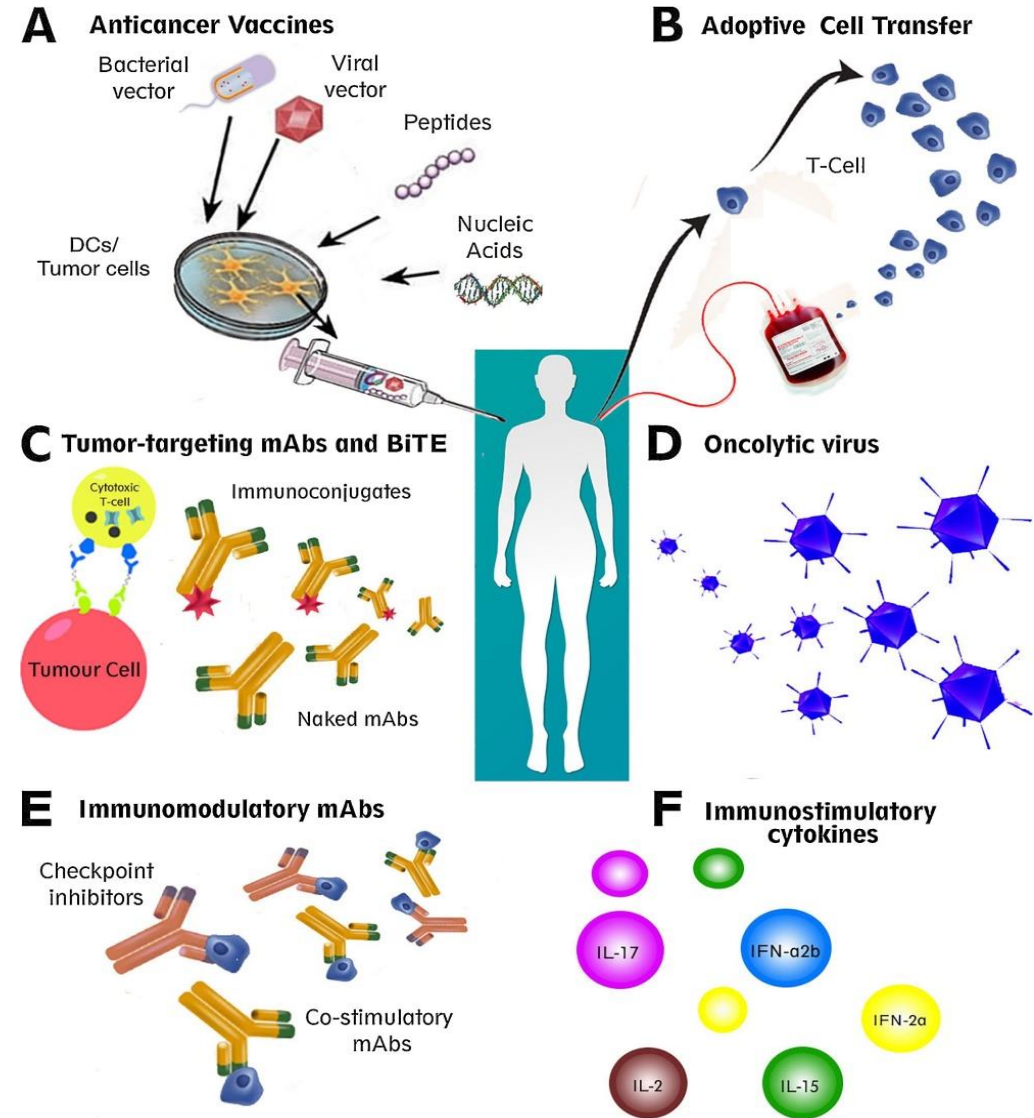 A Anticancer Vaccines
Bacterial
vector
Viral
vector
Peptides
Nucleic
Acids
DCs/
Tumor cells
B Adoptive Cell Transfer
T-Cell
C Tumor-targeting mAbs and BiTE
Cytotoxic
T-cell
Immunoconjugates
Tumour Cell
Naked mAbs
D Oncolytic virus
E Immunomodulatory mAbs
Checkpoint
inhibitors
Co-stimulatory
mAbs
F Immunostimulatory
cytokines
IL-17
IFN-α2b
IFN-2α
IL-2
IL-15